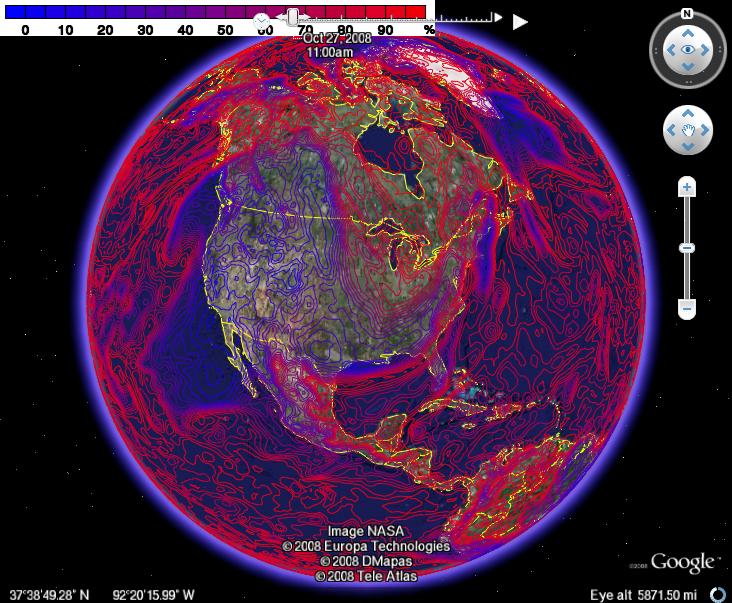 0 10 20 30 40 50 60 70 80 90 %
Oct 27, 2008
11:00am
N
Image NASA
© 2008 Europa Technologies
© 2008 DMapas
© 2008 Tele Atlas
©2008 Google™
37°38'49.28" N 92°20'15.99" W
Eye alt 5871.50 mi